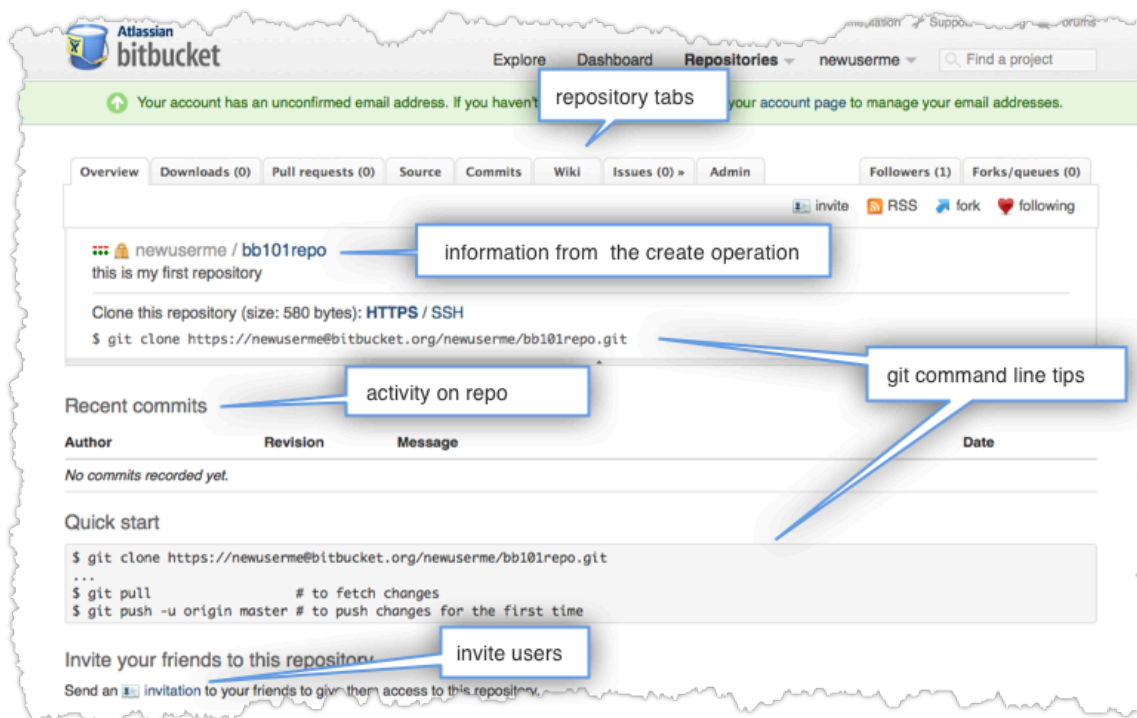 Atlassian
bitbucket
Explore Dashboard Repositories newuserme Find a project
Your account has an unconfirmed email address. If you haven't your account page to manage your email addresses.
repository tabs
Overview Downloads (0) Pull requests (0) Source Commits Wiki Issues (0) » Admin Followers (1) Forks/queues (0)
invite RSS fork following
newuserme / bb101repo
information from the create operation
this is my first repository
Clone this repository (size: 580 bytes): HTTPS / SSH
$ git clone https://newuserme@bitbucket.org/newuserme/bb101repo.git
git command line tips
activity on repo
Recent commits
Author Revision Message Date
No commits recorded yet.
Quick start
$ git clone https://newuserme@bitbucket.org/newuserme/bb101repo.git
...
$ git pull # to fetch changes
$ git push -u origin master # to push changes for the first time
invite users
Invite your friends to this repository
Send an invitation to your friends to give them access to this repository.